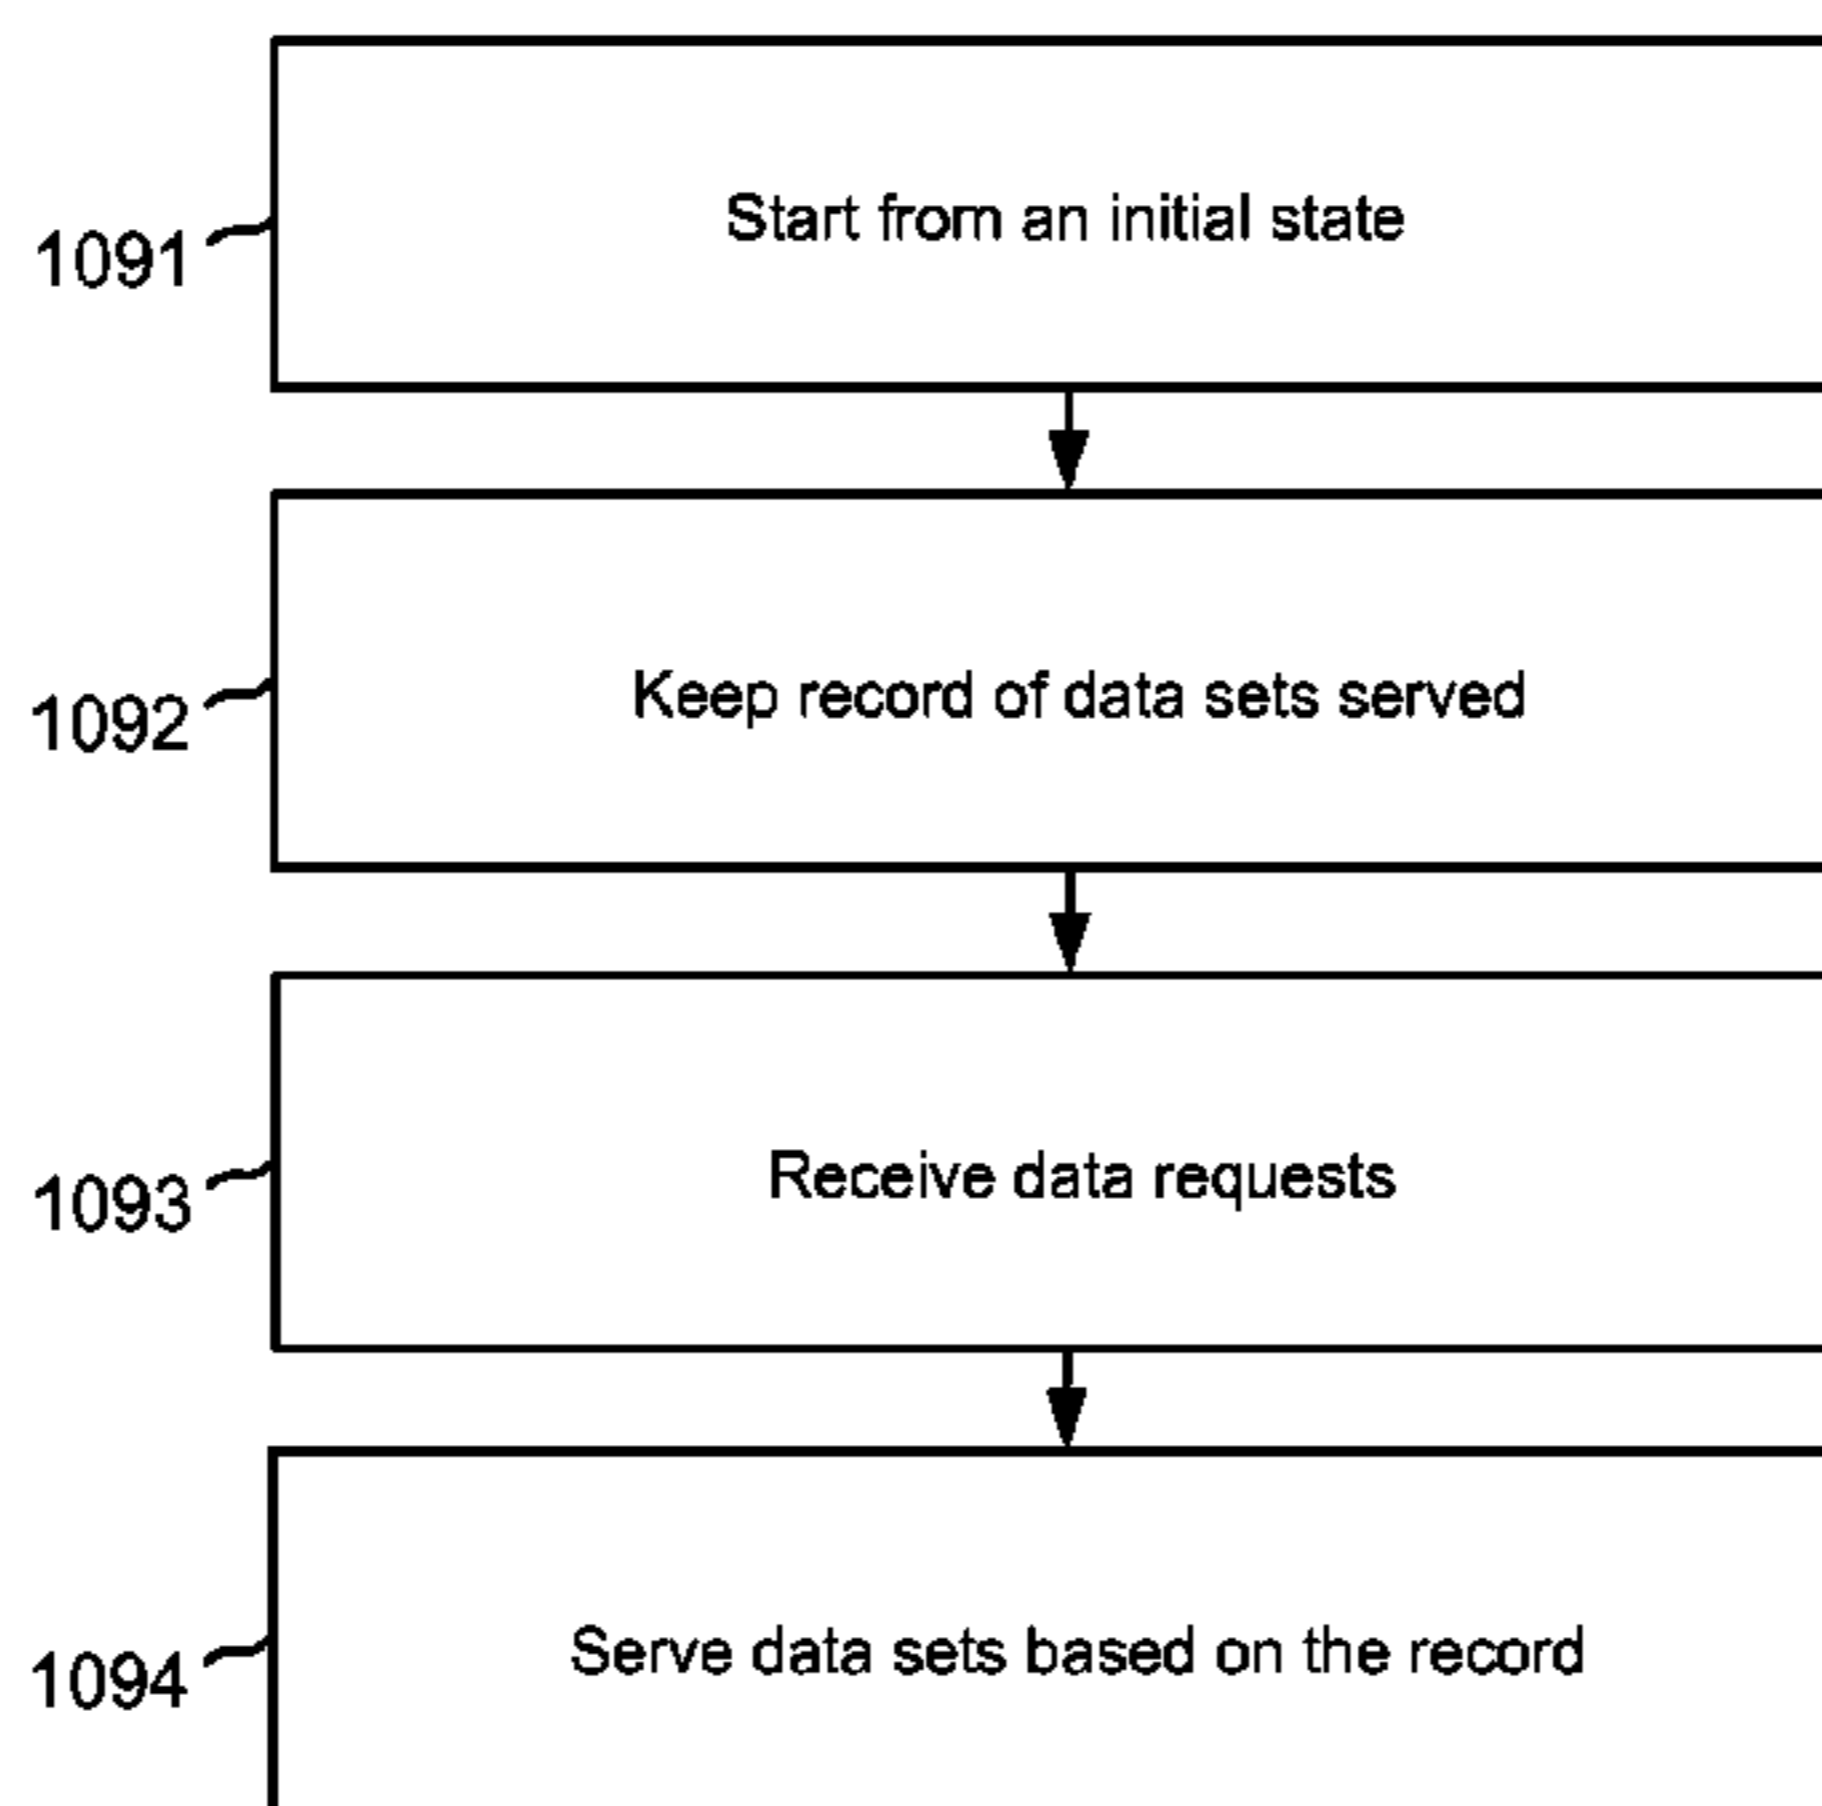 Start from an initial state
1091
Keep record of data sets served
1092
Receive data requests
1093
Serve data sets based on the record
1094